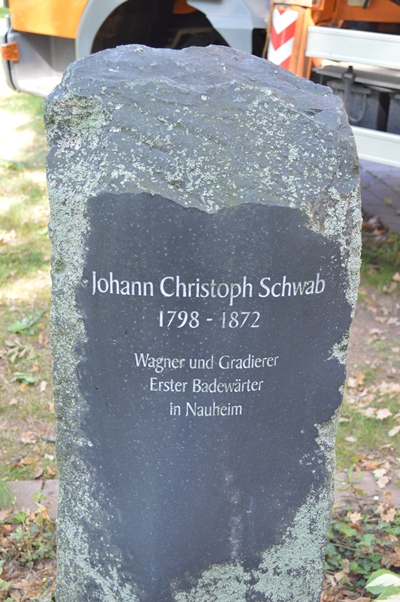 Johann Christoph Schwab
1798 - 1872
Wagner und Gradierer
Erster Badewärter
in Nauheim